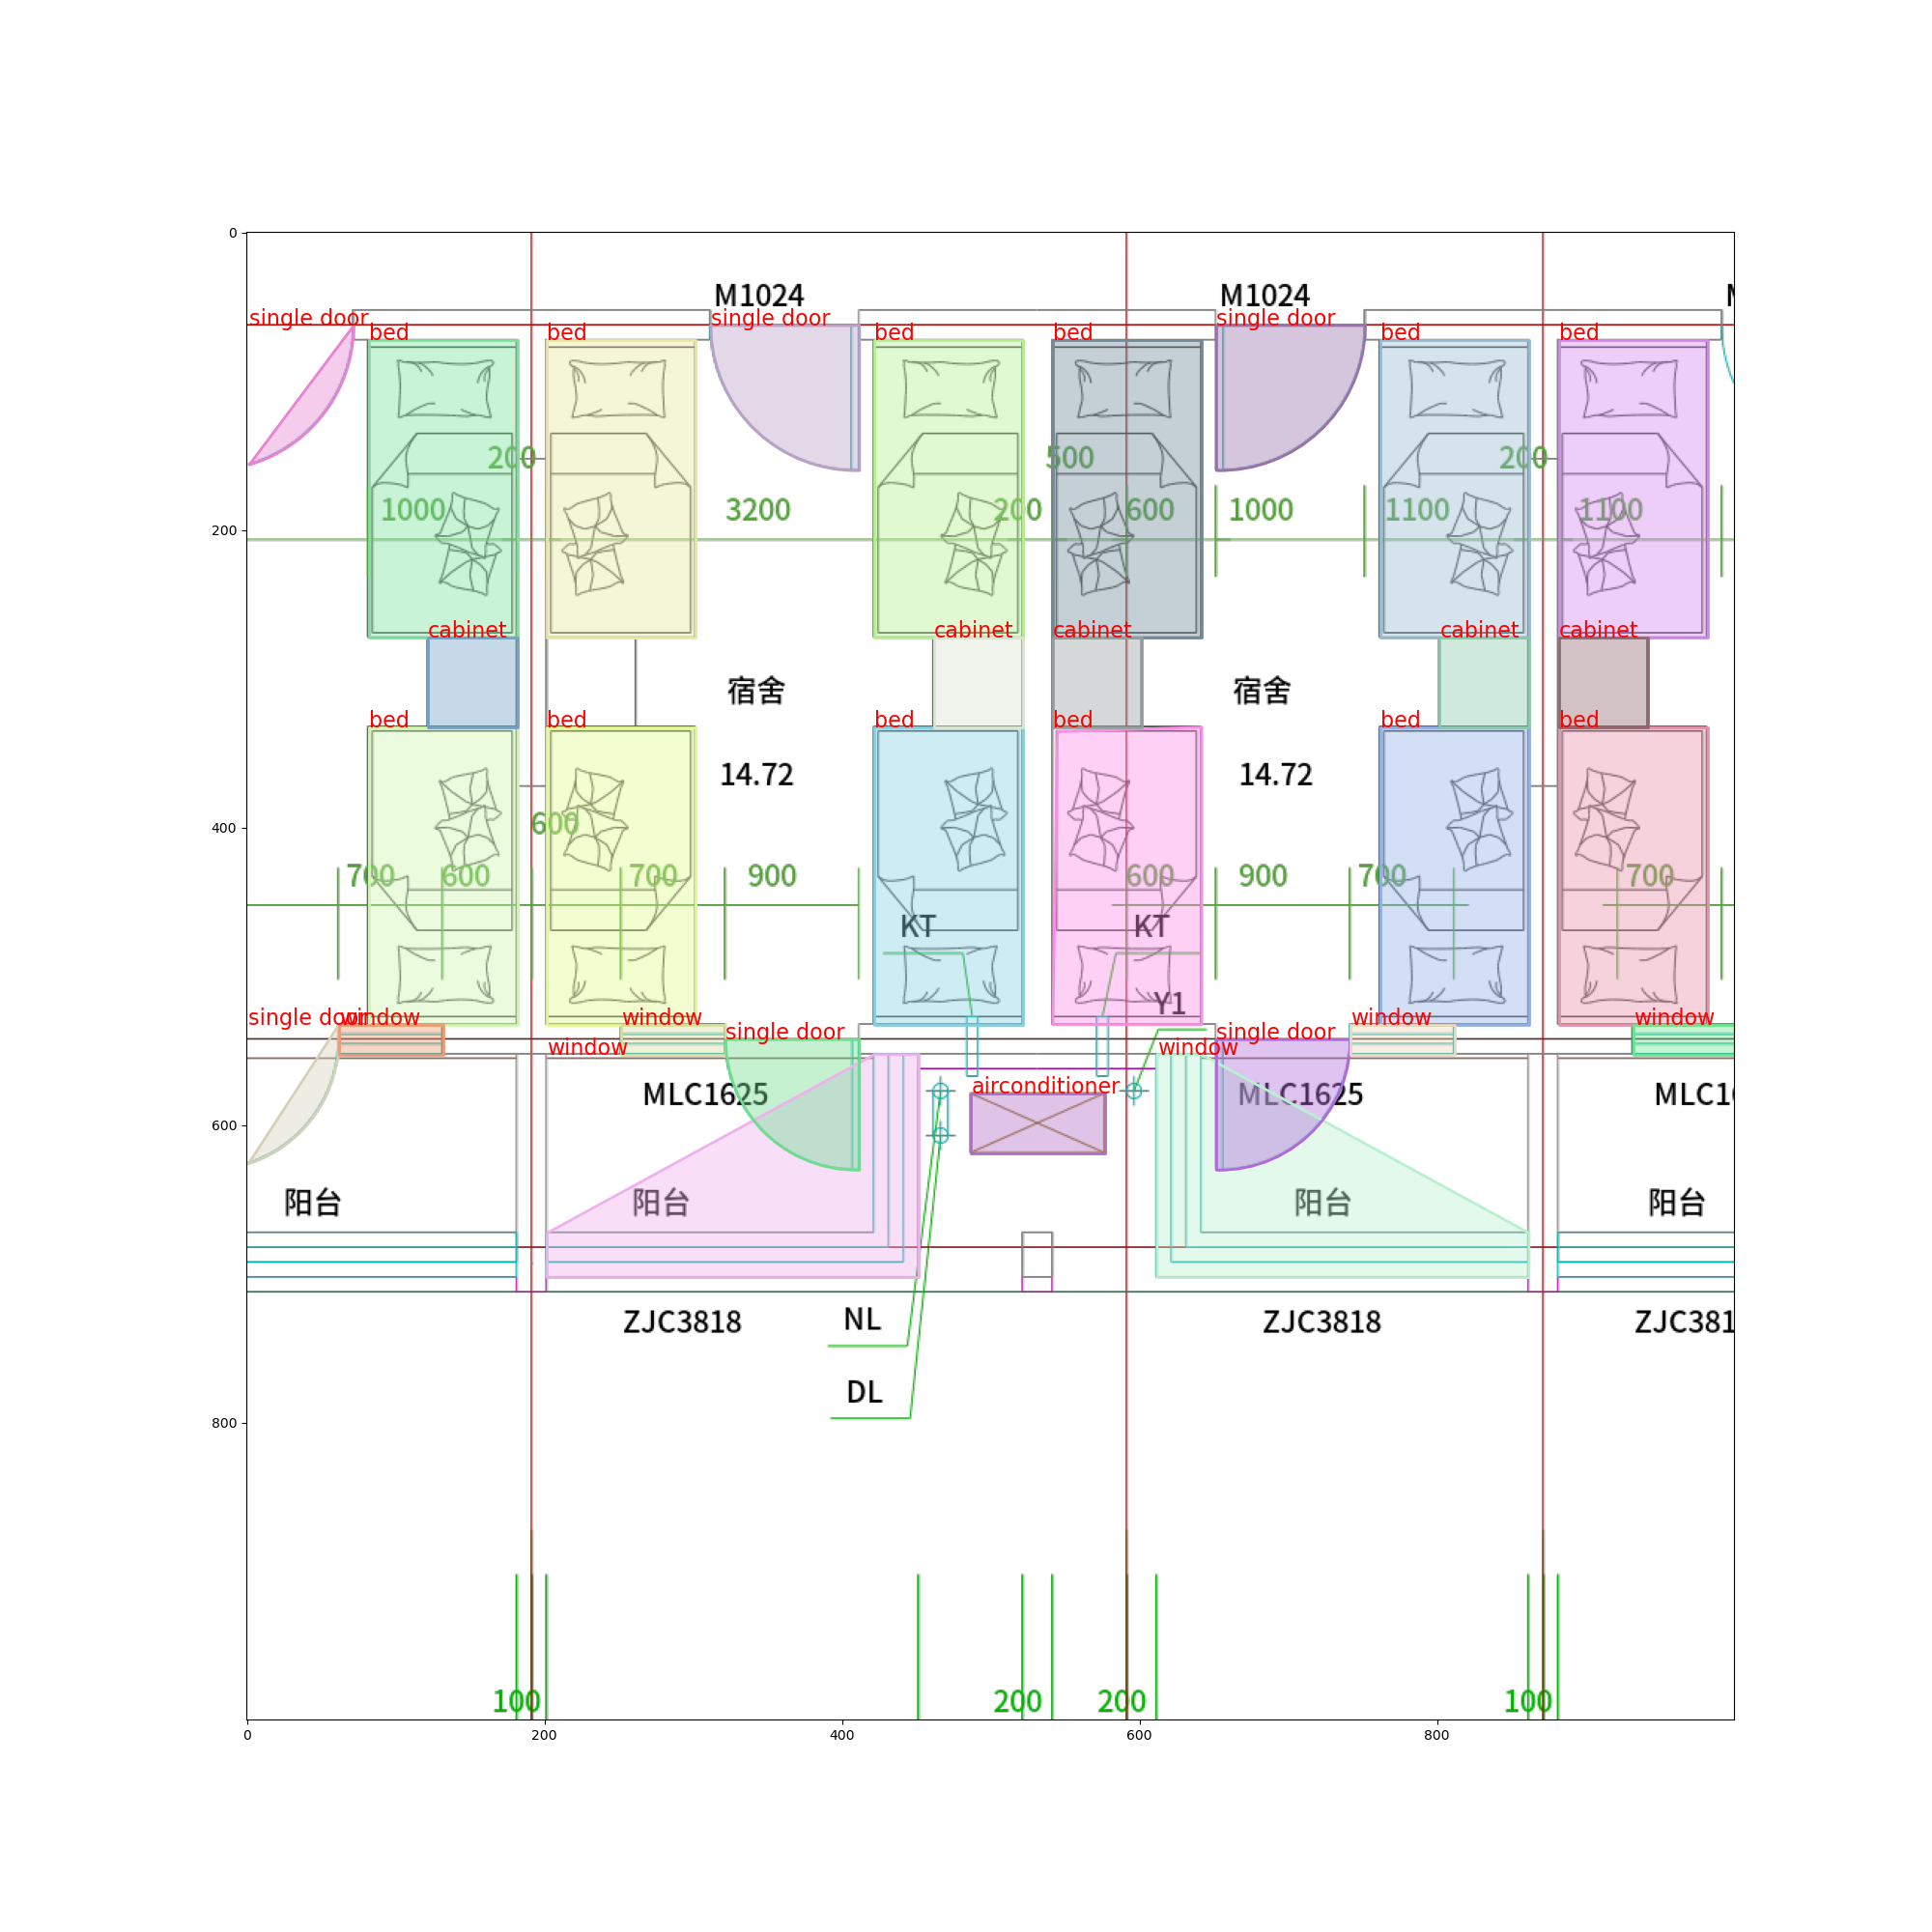 0
M1024
M1024
single door
single door
single door
bed
bed
bed
bed
bed
bed
200
500
200
1000
3200
200
600
1000
1100
1100
200
cabinet
cabinet
cabinet
cabinet
cabinet
宿舍
宿舍
bed
bed
bed
bed
bed
bed
14.72
14.72
400
600
700
600
700
900
600
900
700
700
KT
KT
Y1
single door
window
window
window
window
single door
single door
window
window
airconditioner
MLC1625
MLC1625
600
阳台
阳台
阳台
阳台
ZJC3818
NL
ZJC3818
DL
800
100
200
200
100
0
200
400
600
800